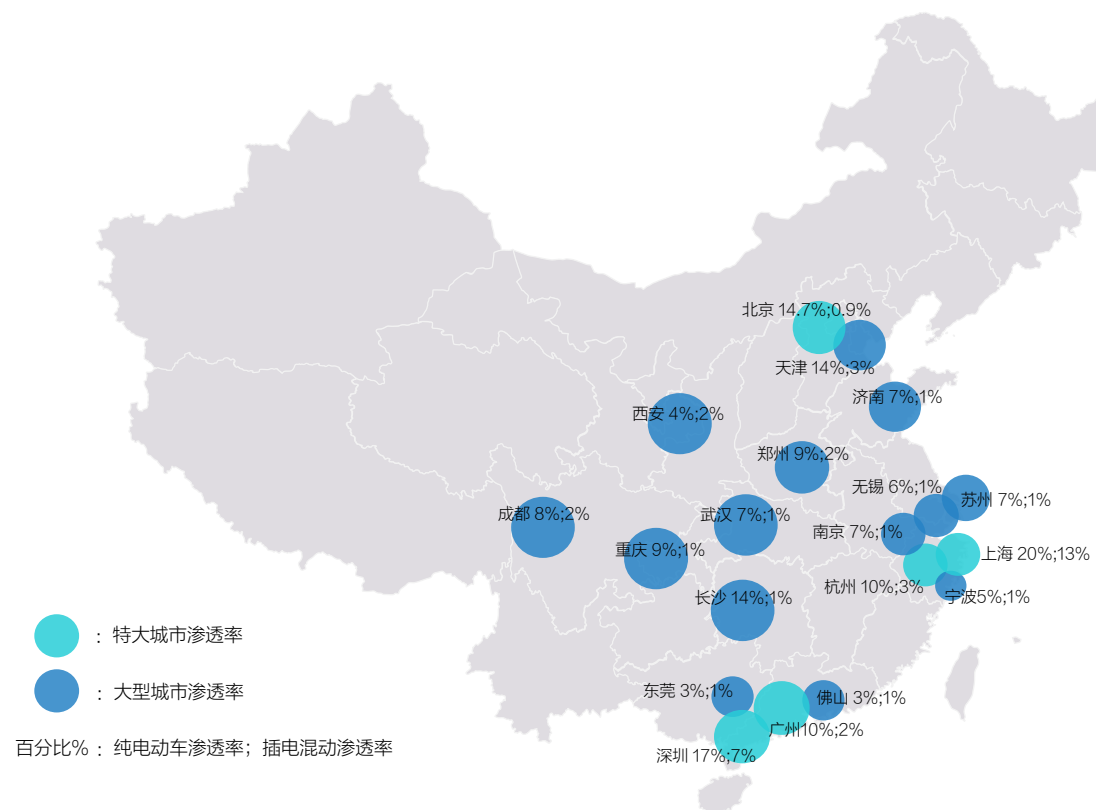 北京 14.7%;0.9%
天津 14%;3%
济南 7%;1%
西安 4%;2%
郑州 9%;2%
无锡 6%;1%
苏州 7%;1%
成都 8%;2%
武汉 7%;1%
南京 7%;1%
重庆 9%;1%
上海 20%;13%
杭州 10%;3%
宁波5%;1%
长沙 14%;1%
东莞 3%;1%
佛山 3%;1%
广州10%;2%
深圳 17%;7%
：特大城市渗透率
：大型城市渗透率
百分比%：纯电动车渗透率；插电混动渗透率